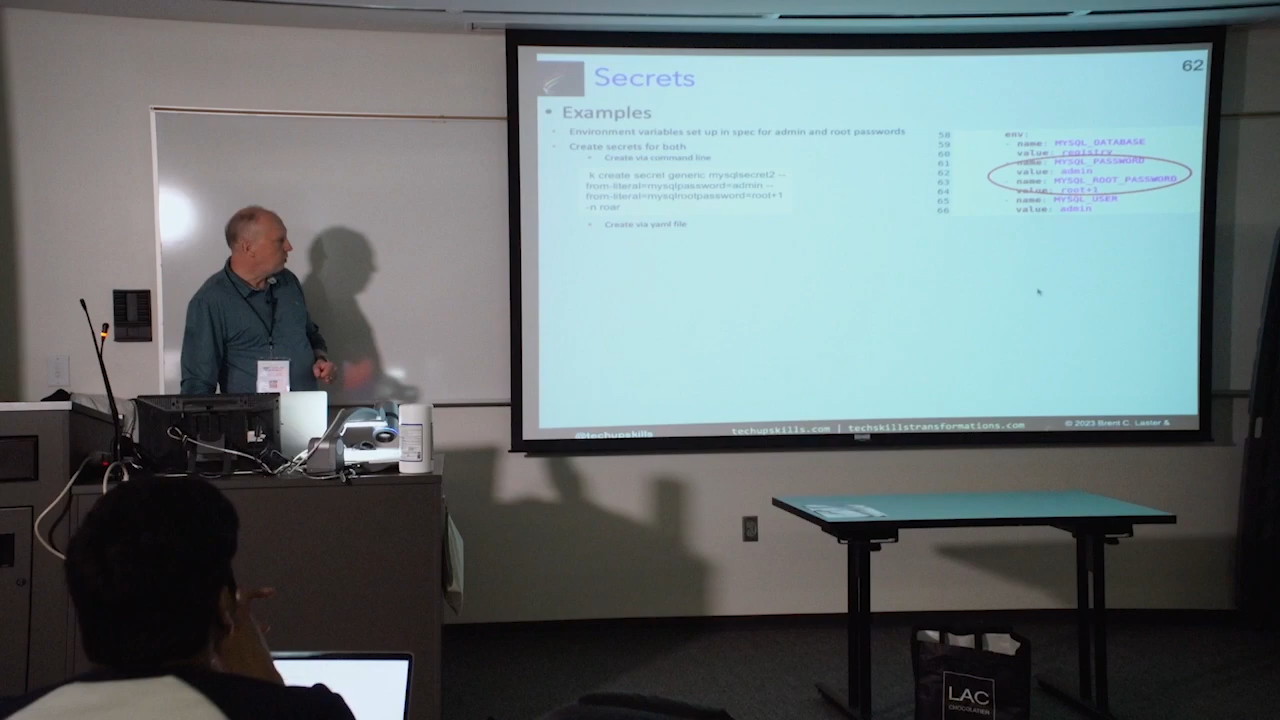 Secrets
62
• Examples
• Environment variables set up in spec for admin and root passwords
• Create secrets for both
• Create via command line
k create secret generic mysqlsecret2 --
from-literal=mysqlpassword=admin --
from-literal=mysqlrootpassword=root+1
-n roar
• Create via yaml file
58 env:
59 - name: MYSQL_DATABASE
60 value: registry
61 - name: MYSQL_PASSWORD
62 value: admin
63 - name: MYSQL_ROOT_PASSWORD
64 value: root+1
65 - name: MYSQL_USER
66 value: admin
@techupskills
techupskills.com | techskillstransformations.com
© 2023 Brent C. Laster &
LAC
CHOCOLATIER